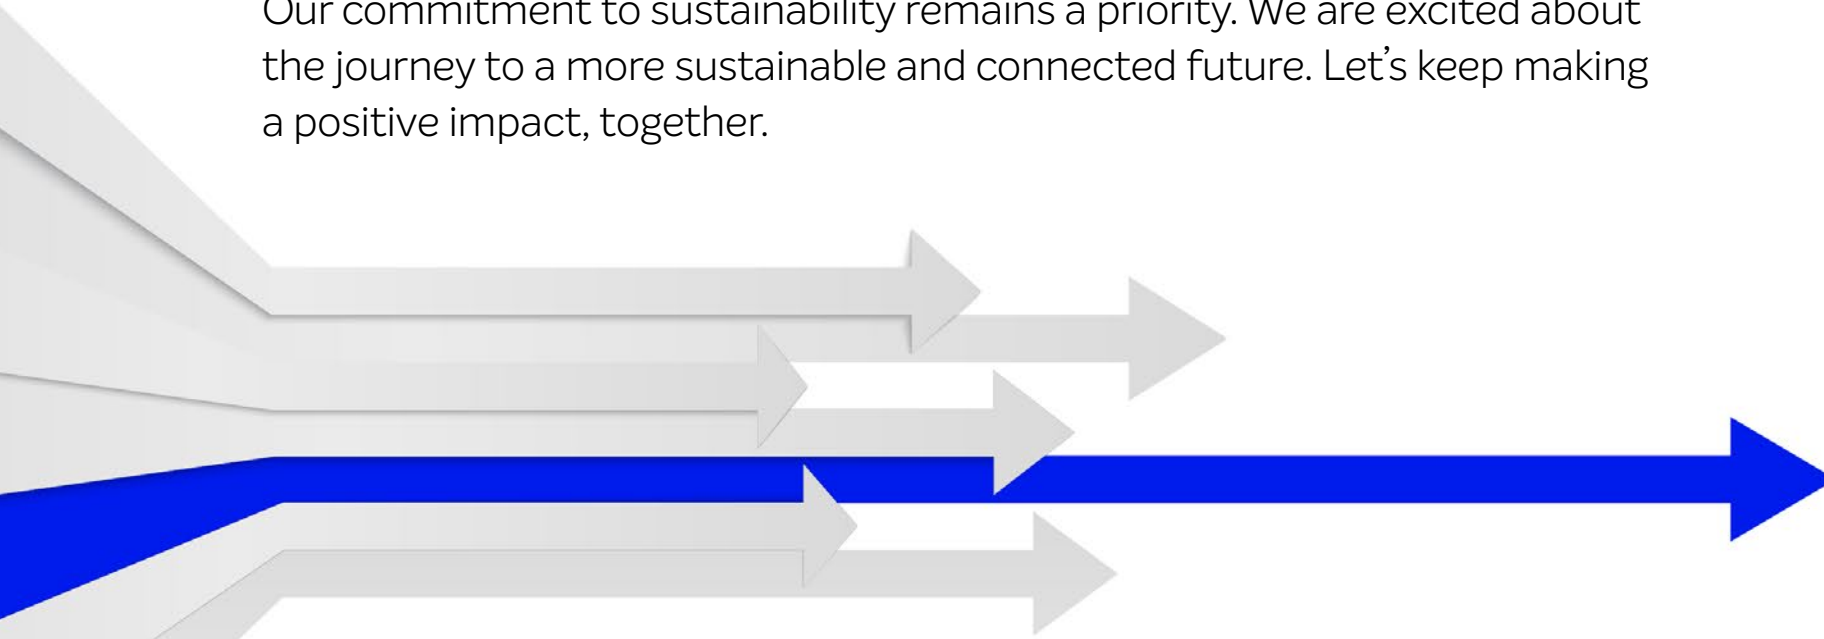 Our commitment to sustainability remains a priority. We are excited about
the journey to a more sustainable and connected future. Let's keep making
a positive impact, together.